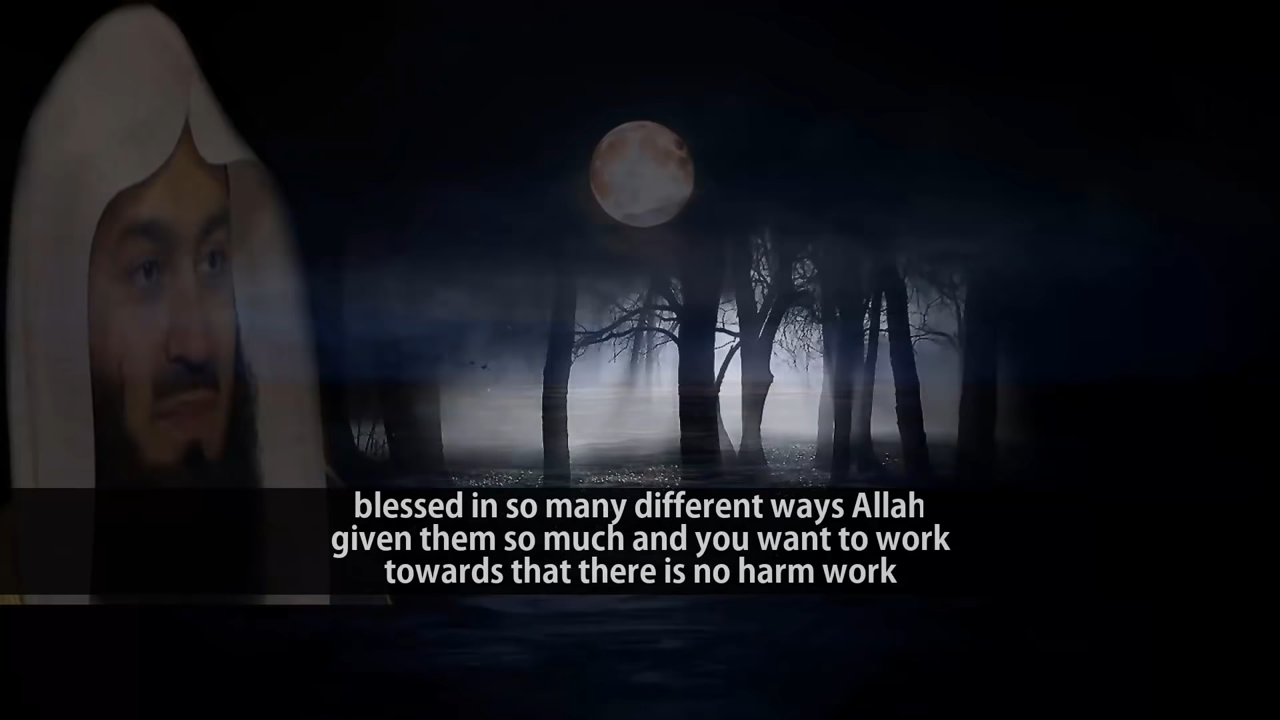 blessed in so many different ways Allah
given them so much and you want to work
towards that there is no harm work